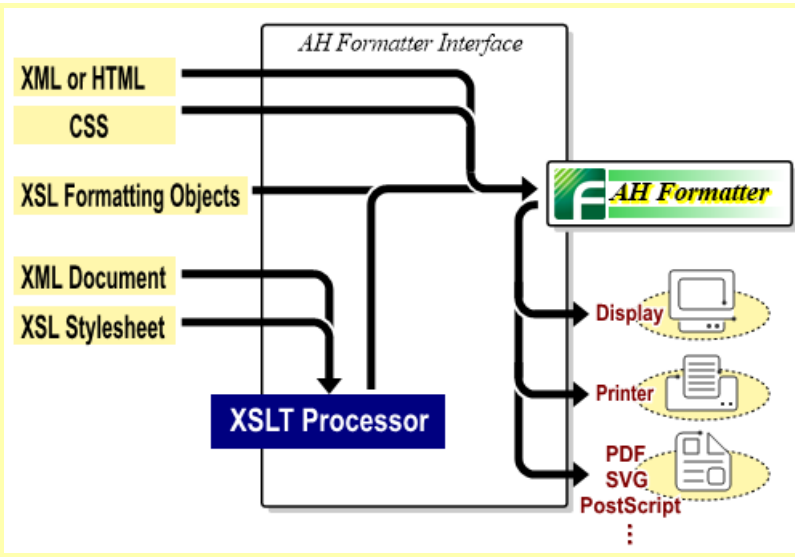 AH Formatter Interface
XML or HTML
CSS
XSL Formatting Objects
AH Formatter
XML Document
XSL Stylesheet
XSLT Processor
Display
Printer
PDF
SVG
PostScript
⋮